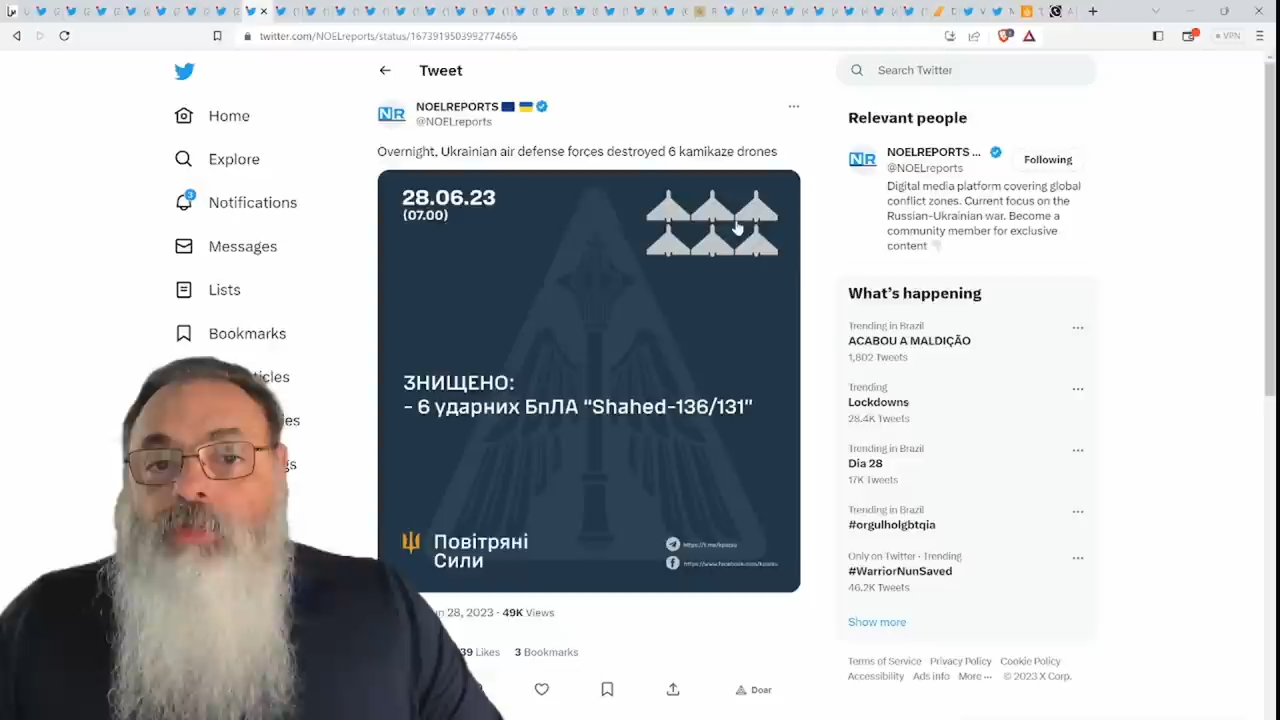 twitter.com/NOELreports/status/1673919503992774656
VPN
Home
Explore
3
Notifications
Messages
Lists
Bookmarks
Tweet
NOELREPORTS
@NOELreports
Overnight, Ukrainian air defense forces destroyed 6 kamikaze drones
28.06.23
(07.00)
ЗНИЩЕНО:
- 6 ударних БпЛА "Shahed-136/131"
Повітряні
Сили
28, 2023 · 49K Views
Likes 3 Bookmarks
Doar
Search Twitter
Relevant people
NOELREPORTS ...
@NOELreports
Following
Digital media platform covering global
conflict zones. Current focus on the
Russian-Ukrainian war. Become a
community member for exclusive
content
What's happening
Trending in Brazil
ACABOU A MALDIÇÃO
1,802 Tweets
Trending
Lockdowns
28.4K Tweets
Trending in Brazil
Dia 28
17K Tweets
Trending in Brazil
#orgulholgbtqia
Only on Twitter · Trending
#WarriorNunSaved
46.2K Tweets
Show more
Terms of Service Privacy Policy Cookie Policy
Accessibility Ads info More ··· © 2023 X Corp.